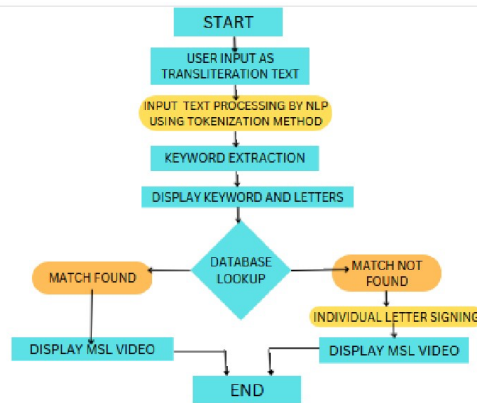 START
USER INPUT AS
TRANSLITERATION TEXT
INPUT TEXT PROCESSING BY NLP
USING TOKENIZATION METHOD
KEYWORD EXTRACTION
DISPLAY KEYWORD AND LETTERS
DATABASE
LOOKUP
MATCH FOUND
MATCH NOT
FOUND
INDIVIDUAL LETTER SIGNING
DISPLAY MSL VIDEO
DISPLAY MSL VIDEO
END